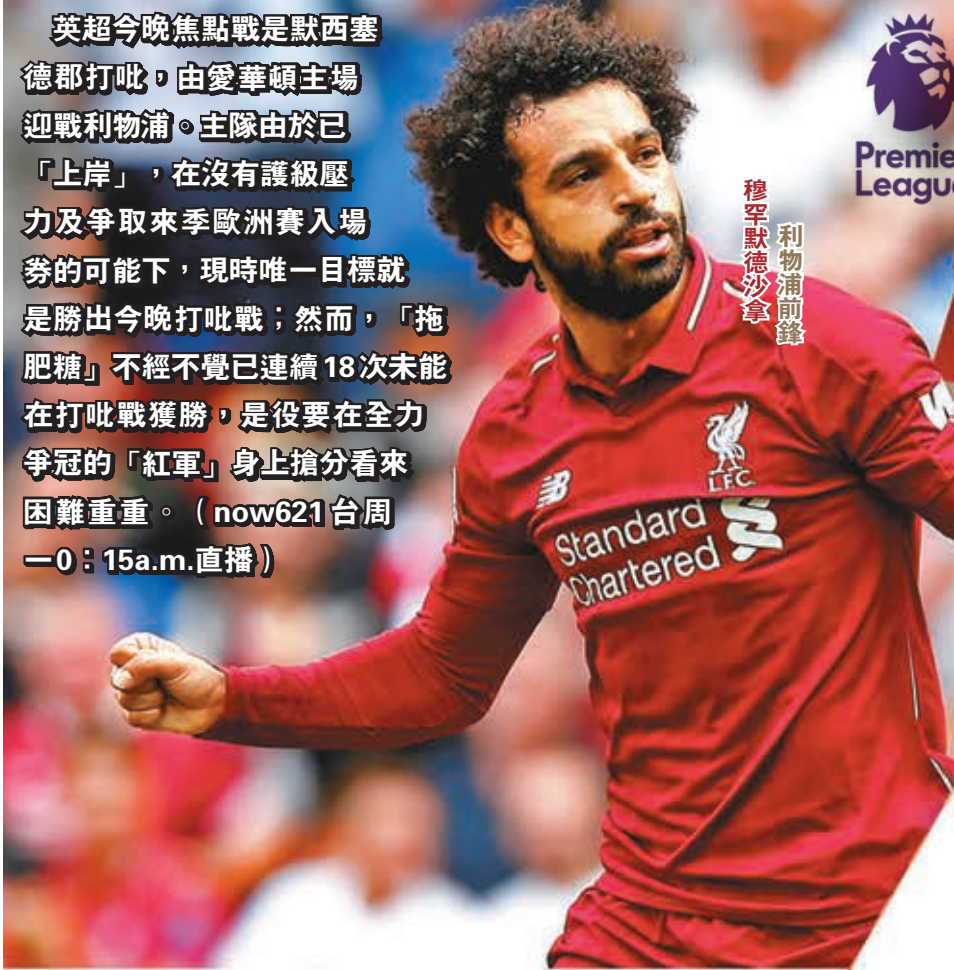 英超今晚焦點戰是默西塞
德郡打吡，由愛華頓主場
迎戰利物浦。主隊由於已
「上岸」，在沒有護級壓
力及爭取來季歐洲賽入場
券的可能下，現時唯一目標就
是勝出今晚打吡戰；然而，「拖
肥糖」不經不覺已連續18次未能
在打吡戰獲勝，是役要在全力
爭冠的「紅軍」身上搶分看來
困難重重。（now621台周
一0：15a.m.直播）
Premie
Leagu
利物浦前鋒
穆罕默德沙拿
L.F.C.
Standard
Chartered
W